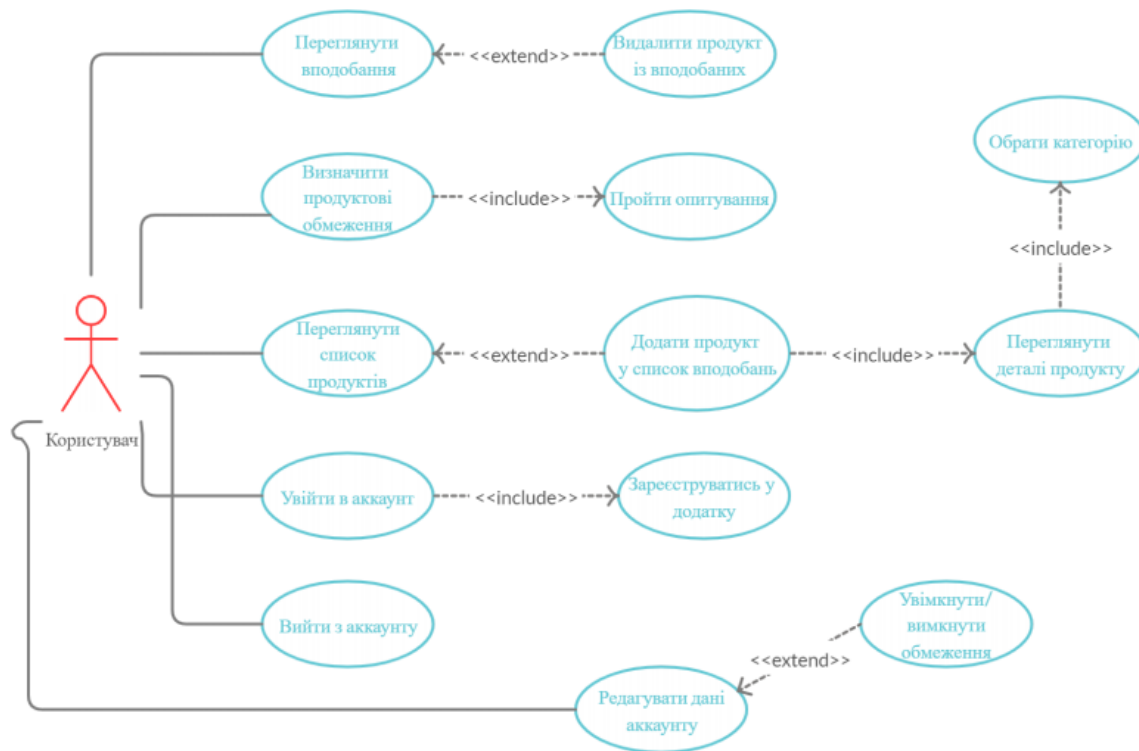 Переглянути
вподобання
<<extend>>
Видалити продукт
із вподобаних
Обрати категорію
Визначити
продуктові
обмеження
<<include>>
Пройти опитування
<<include>>
Переглянути
список
продуктів
<<extend>>
Додати продукт
у список вподобань
<<include>>
Переглянути
деталі продукту
Користувач
Увійти в аккаунт
<<include>>
Зареєструватись у
додатку
Вийти з аккаунту
Увімкнути/
вимкнути
обмеження
<<extend>>
Редагувати дані
аккаунту